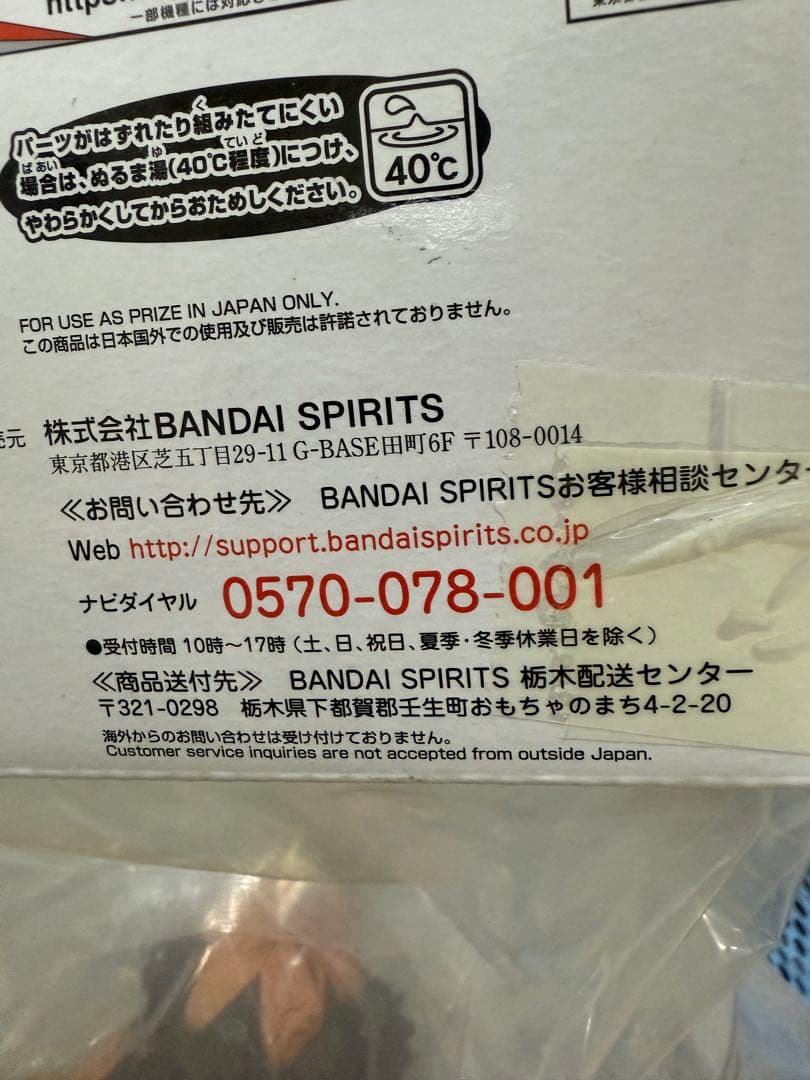 一部機種には対応し
パーツがはずれたり組みたてにくい
場合は、ぬるま湯(40℃程度)につけ、
やわらかくしてからおためしください。
40℃
FOR USE AS PRIZE IN JAPAN ONLY.
この商品は日本国外での使用及び販売は許諾されておりません。
売元 株式会社BANDAI SPIRITS
東京都港区芝五丁目29-11 G-BASE田町6F 〒108-0014
≪お問い合わせ先≫ BANDAI SPIRITSお客様相談センター
Web http://support.bandaispirits.co.jp
ナビダイヤル 0570-078-001
●受付時間 10時～17時（土、日、祝日、夏季・冬季休業日を除く）
≪商品送付先≫ BANDAI SPIRITS 栃木配送センター
〒321-0298 栃木県下都賀郡壬生町おもちゃのまち4-2-20
海外からのお問い合わせは受け付けておりません。
Customer service inquiries are not accepted from outside Japan.